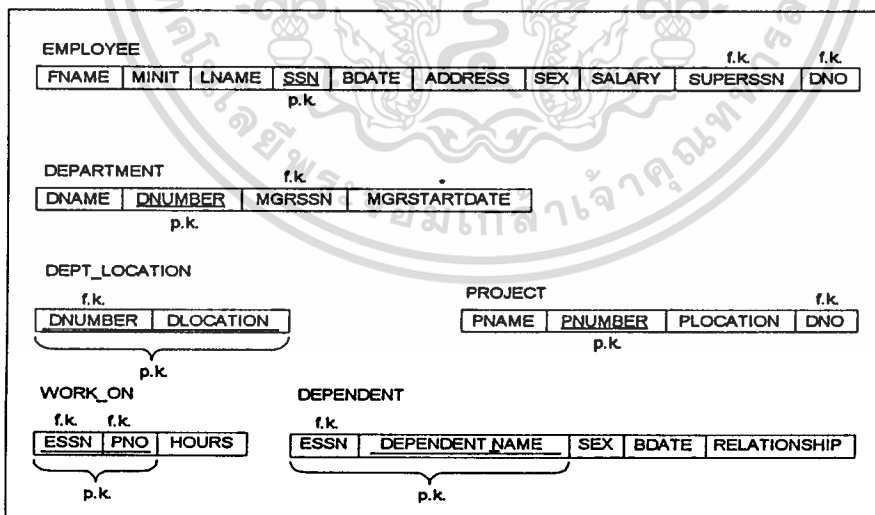 EMPLOYEE
f.k. f.k.
FNAME MINIT LNAME SSN BDATE ADDRESS SEX SALARY SUPERSSN DNO
p.k.
DEPARTMENT
f.k.
DNAME DNUMBER MGRSSN MGRSTARTDATE
p.k.
DEPT_LOCATION
f.k.
DNUMBER DLOCATION
p.k.
PROJECT
f.k.
PNAME PNUMBER PLOCATION DNO
p.k.
WORK_ON
f.k. f.k.
ESSN PNO HOURS
p.k.
DEPENDENT
f.k.
ESSN DEPENDENT NAME SEX BDATE RELATIONSHIP
p.k.